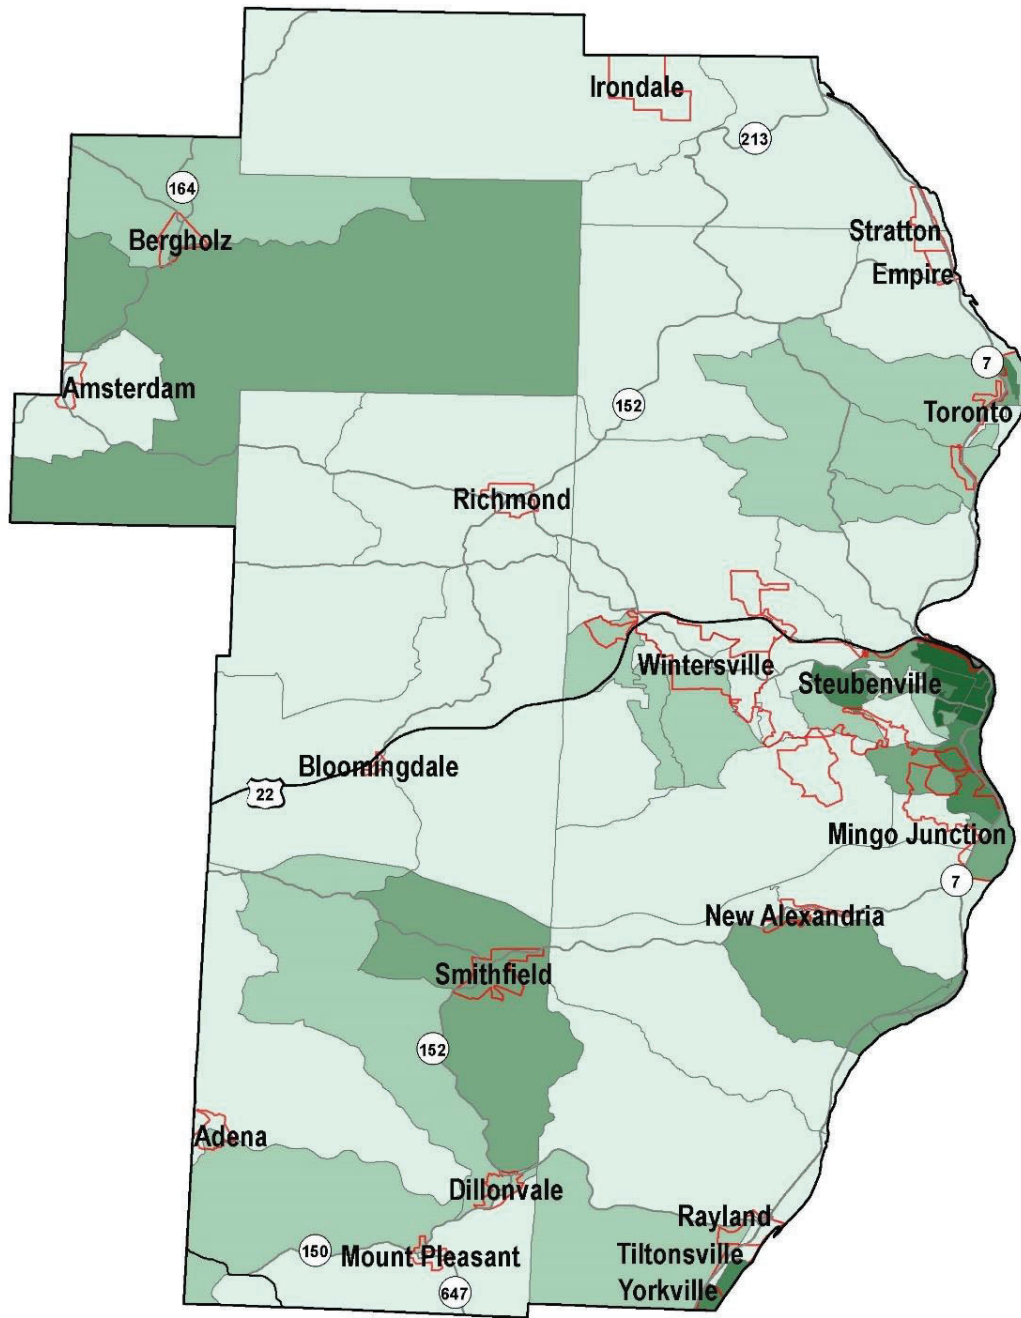 Irondale
213
164
Stratton
Bergholz
Empire
7
Amsterdam
152
Toronto
Richmond
Wintersville
Steubenville
Bloomingdale
22
Mingo Junction
7
New Alexandria
Smithfield
152
Adena
Dillonvale
Rayland
150
Mount Pleasant
Tiltonsville
647
Yorkville